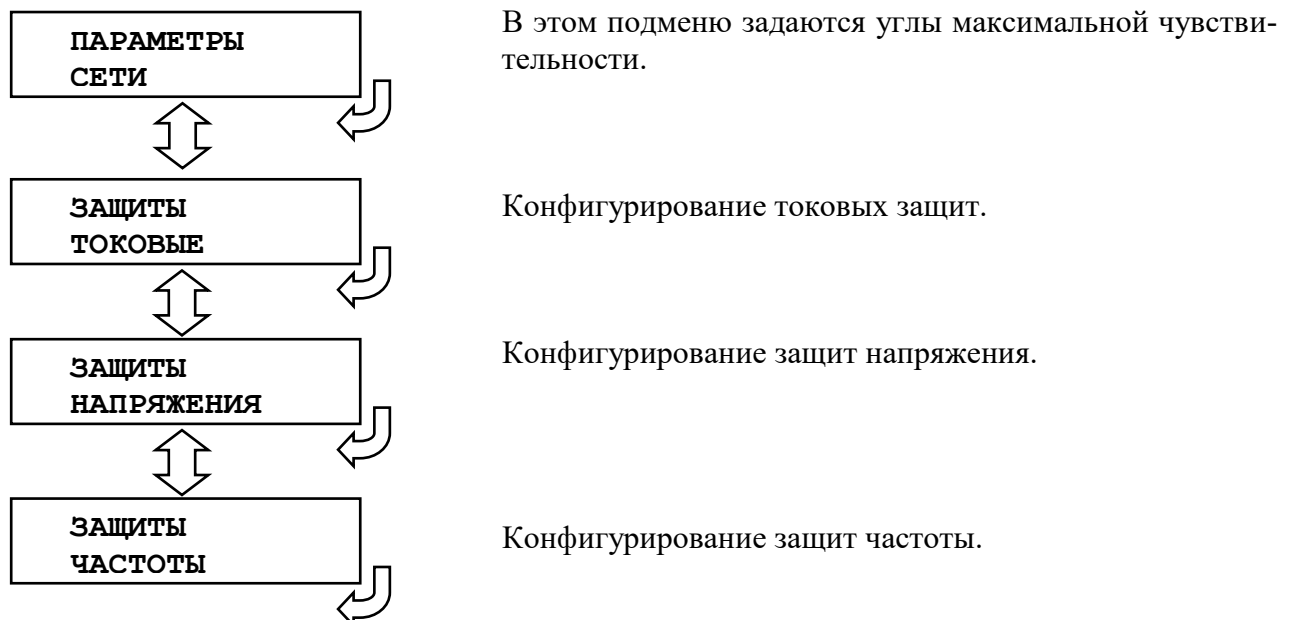 ПАРАМЕТРЫ
СЕТИ
В этом подменю задаются углы максимальной чувстви-
тельности.
ЗАЩИТЫ
ТОКОВЫЕ
Конфигурирование токовых защит.
ЗАЩИТЫ
НАПРЯЖЕНИЯ
Конфигурирование защит напряжения.
ЗАЩИТЫ
ЧАСТОТЫ
Конфигурирование защит частоты.